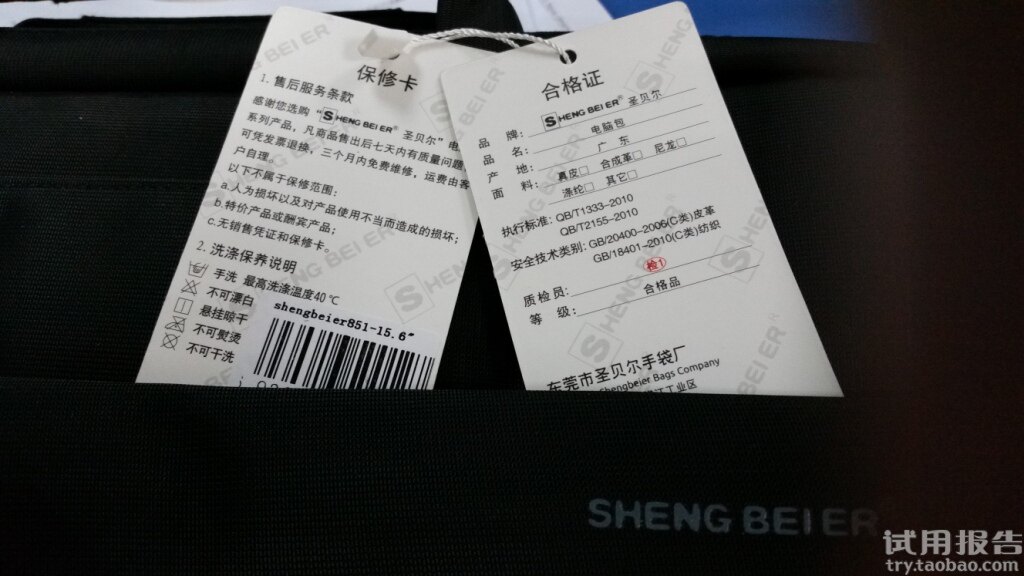 保修卡
1. 售后服务条款
感谢您选购“SHENG BEI ER® 圣贝尔”电
系列产品，凡商品售出后七天内有质量问题
可凭发票退换，三个月内免费维修，运费由客
户自理。
以下不属于保修范围：
a.人为损坏以及对产品使用不当而造成的损坏；
b.特价产品或酬宾产品；
c.无销售凭证和保修卡。
2. 洗涤保养说明
手洗 最高洗涤温度40℃
不可漂白
悬挂晾干
不可熨烫
不可干洗
shengbeier851-15.6"
合格证
品 牌：SHENG BEI ER® 圣贝尔
品 名：电脑包
产 地：广东
面 料：真皮□ 合成革□ 尼龙□
涤纶□ 其它□
执行标准：QB/T1333-2010
QB/T2155-2010
安全技术类别：GB/20400-2006(C类)皮革
GB/18401-2010(C类)纺织
质检员：检1
等 级：合格品
东莞市圣贝尔手袋厂
Shengbeier Bags Company
工业区
SHENG BEI ER
试用报告
try.taobao.com